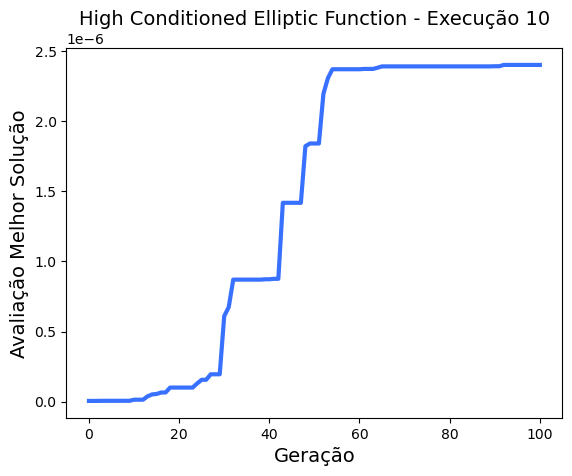 High Conditioned Elliptic Function - Execução 10
1e−6
2.5
2.0
1.5
1.0
0.5
0.0
Avaliação Melhor Solução
0 20 40 60 80 100
Geração